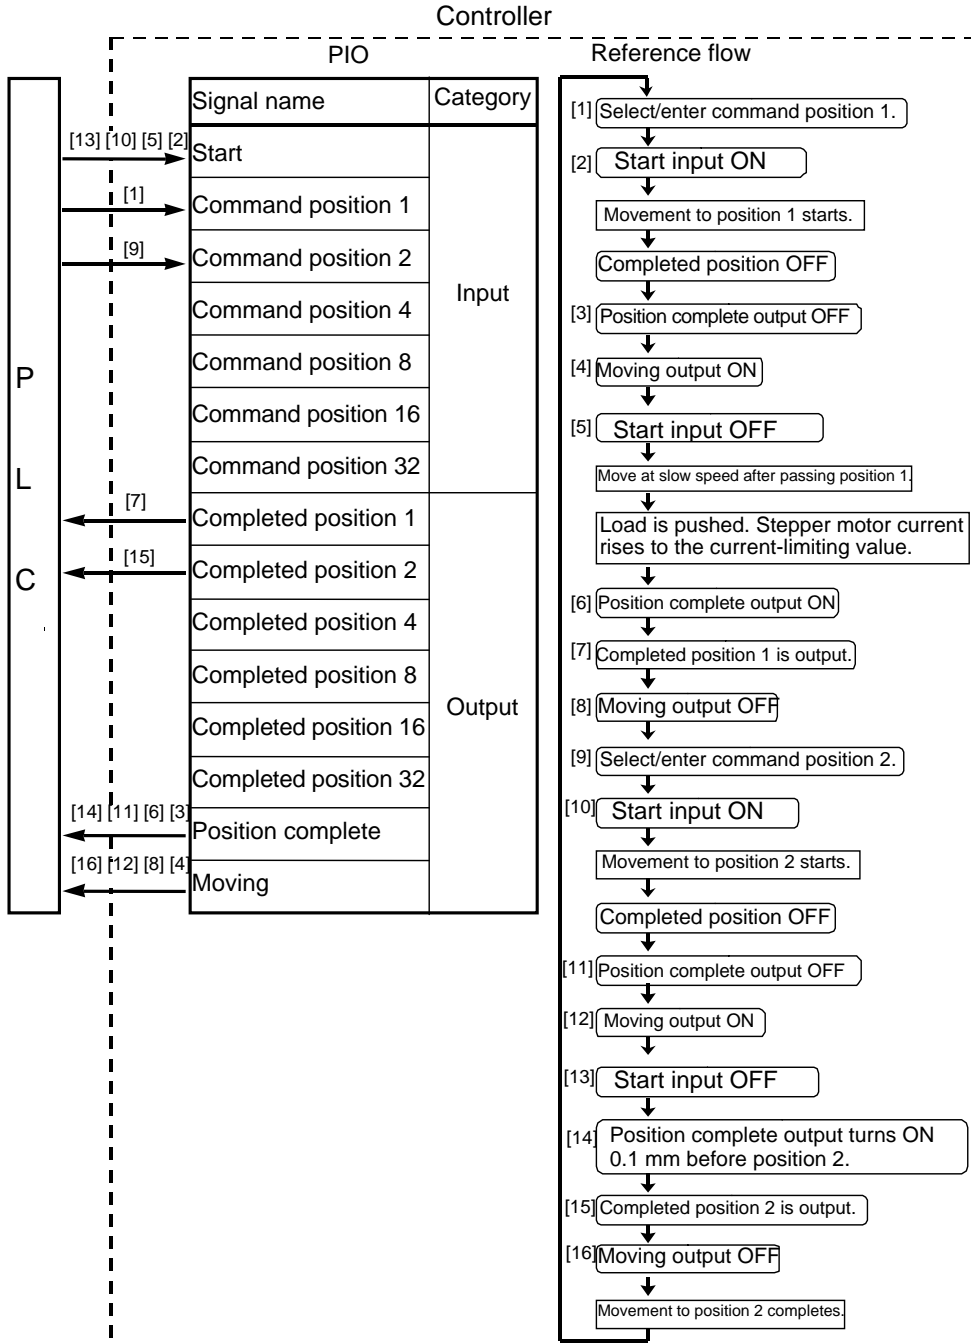 Controller
PIO
Signal name
Category
[13] [10] [5] [2]
Start
[1]
Command position 1
[9]
Command position 2
Command position 4
Command position 8
Command position 16
Command position 32
Input
[7]
Completed position 1
[15]
Completed position 2
Completed position 4
Completed position 8
Completed position 16
Completed position 32
[14] [11] [6] [3]
Position complete
[16] [12] [8] [4]
Moving
Output
P
L
C
Reference flow
[1] Select/enter command position 1.
[2] Start input ON
Movement to position 1 starts.
Completed position OFF
[3] Position complete output OFF
[4] Moving output ON
[5] Start input OFF
Move at slow speed after passing position 1.
Load is pushed. Stepper motor current
rises to the current-limiting value.
[6] Position complete output ON
[7] Completed position 1 is output.
[8] Moving output OFF
[9] Select/enter command position 2.
[10] Start input ON
Movement to position 2 starts.
Completed position OFF
[11] Position complete output OFF
[12] Moving output ON
[13] Start input OFF
[14] Position complete output turns ON
0.1 mm before position 2.
[15] Completed position 2 is output.
[16] Moving output OFF
Movement to position 2 completes.